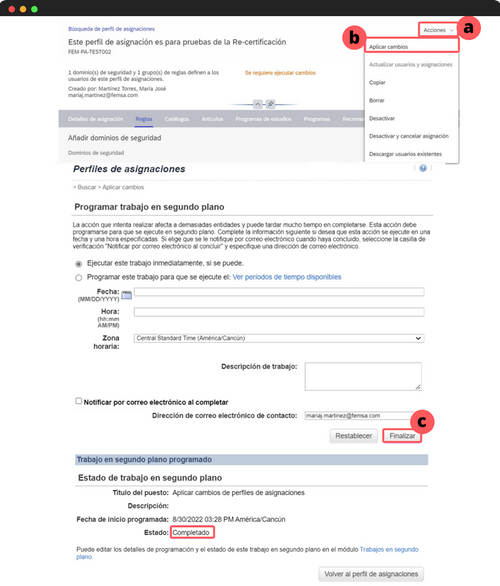 Búsqueda de perfil de asignaciones
Acciones
a
Este perfil de asignación es para pruebas de la Re-certificación
FEM-PA-TEST002
b
Aplicar cambios
Actualizar usuarios y asignaciones
Copiar
Borrar
Desactivar
Desactivar y cancelar asignación
Descargar usuarios existentes
1 dominio(s) de seguridad y 1 grupo(s) de reglas definen a los
usuarios de este perfil de asignaciones.
Se requiere ejecutar cambios
Creado por: Martinez Torres, María José
mariaj.martinez@femsa.com
Detalles de asignación Reglas Catálogos Artículos Programas de estudios Programas
Añadir dominios de seguridad
Dominios de seguridad
Perfiles de asignaciones
> Buscar > Aplicar cambios
Programar trabajo en segundo plano
La acción que intenta realizar afecta a demasiadas entidades y puede tardar mucho tiempo en completarse. Esta acción debe
programarse para que se ejecute en segundo plano. Complete la información siguiente si desea que esta acción se ejecute en una
fecha y una hora especificadas. Si elige que se le notifique por correo electrónico cuando haya concluido, seleccione la casilla de
verificación "Notificar por correo electrónico al concluir" y especifique una dirección de correo electrónico.
Ejecutar este trabajo inmediatamente, si se puede.
Programar este trabajo para que se ejecute el: Ver periodos de tiempo disponibles
Fecha:
(MM/DD/YYYY)
Hora:
(hh:mm
AM/PM)
Zona
horaria:
Central Standard Time (América/Cancún)
Descripción de trabajo:
Notificar por correo electrónico al completar
Dirección de correo electrónico de contacto: mariaj.martinez@femsa.com
c
Restablecer Finalizar
Trabajo en segundo plano programado
Estado de trabajo en segundo plano
Título del puesto: Aplicar cambios de perfiles de asignaciones
Descripción:
Fecha de inicio programada: 8/30/2022 03:28 PM América/Cancún
Estado: Completado
Puede editar los detalles de programación y el estado de este trabajo en segundo plano en el módulo Trabajos en segundo
plano.
Volver al perfil de asignaciones